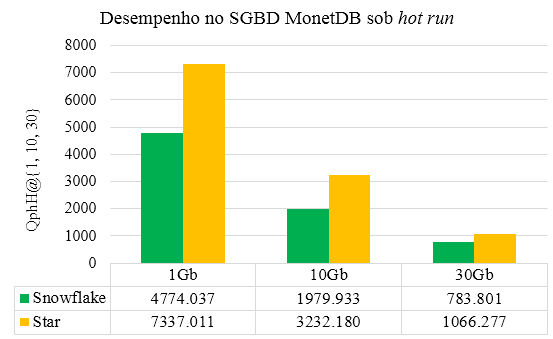 Desempenho no SGBD MonetDB sob hot run
QphH@{1, 10, 30}
8000
7000
6000
5000
4000
3000
2000
1000
0
1Gb 10Gb 30Gb
Snowflake 4774.037 1979.933 783.801
Star 7337.011 3232.180 1066.277